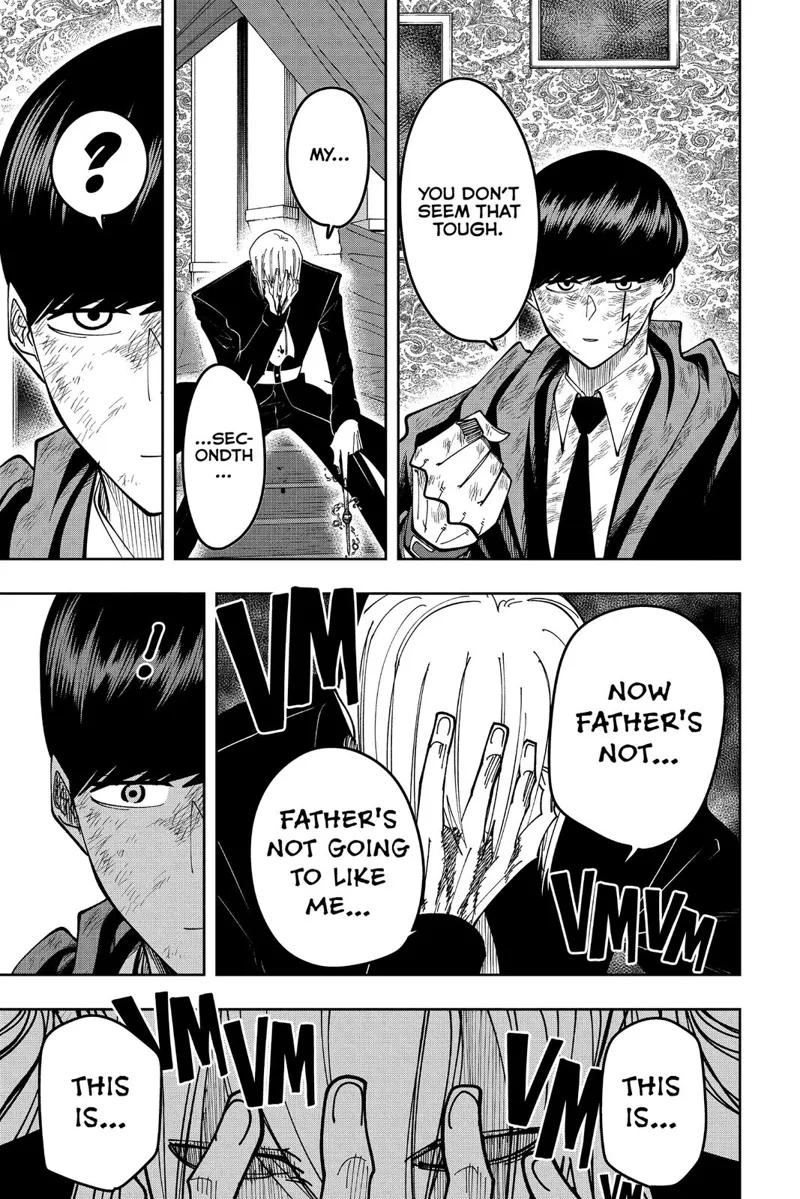 YOU DON'T
SEEM THAT
TOUGH.
MY...
...SEC-
ONDTH
...
?
NOW
FATHER'S
NOT...
FATHER'S
NOT GOING
TO LIKE
ME...
VM
VM
VM
!
THIS
IS...
VM
VM
VM
VM
THIS
IS...